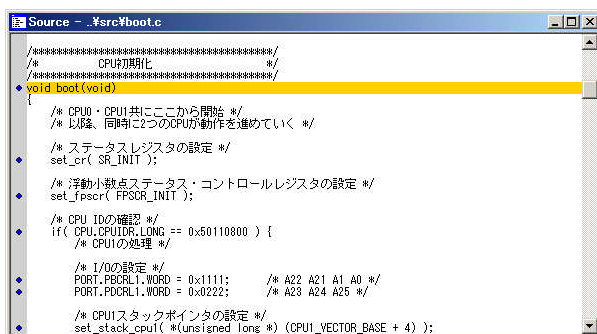 Source - ..¥src¥boot.c
/*****************************************/
/* CPU初期化 */
/*****************************************/
void boot(void)
{
/* CPU0・CPU1共にここから開始 */
/* 以降、同時に2つのCPUが動作を進めていく */
/* ステータスレジスタの設定 */
set_cr( SR_INIT );
/* 浮動小数点ステータス・コントロールレジスタの設定 */
set_fpscr( FPSCR_INIT );
/* CPU IDの確認 */
if( CPU.CPUIDR.LONG == 0x50110800 ) {
/* CPU1の処理 */
/* I/Oの設定 */
PORT.PBCRL1.WORD = 0x1111; /* A22 A21 A1 A0 */
PORT.PDCRL1.WORD = 0x0222; /* A23 A24 A25 */
/* CPU1スタックポインタの設定 */
set_stack_cpu1( *(unsigned long *) (CPU1_VECTOR_BASE + 4) );